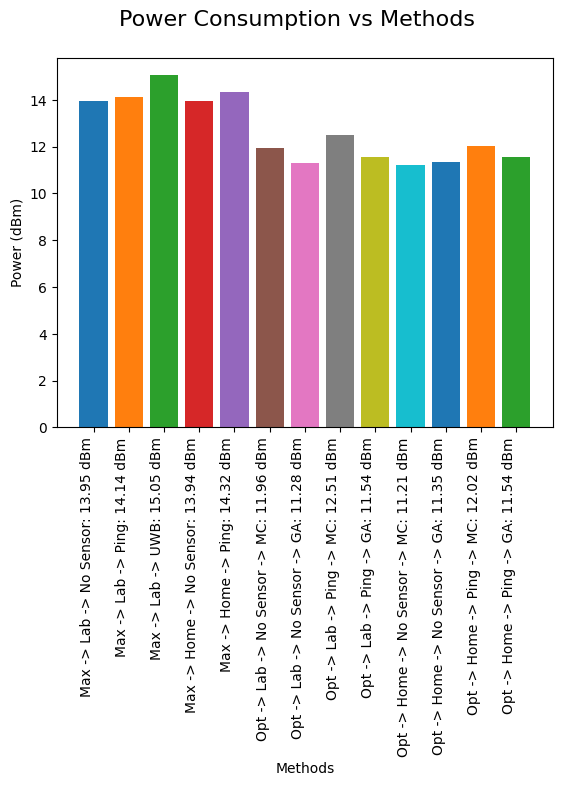 Power Consumption vs Methods
Power (dBm)
14
12
10
8
6
4
2
0
Max -> Lab -> No Sensor: 13.95 dBm
Max -> Lab -> Ping: 14.14 dBm
Max -> Lab -> UWB: 15.05 dBm
Max -> Home -> No Sensor: 13.94 dBm
Max -> Home -> Ping: 14.32 dBm
Opt -> Lab -> No Sensor -> MC: 11.96 dBm
Opt -> Lab -> No Sensor -> GA: 11.28 dBm
Opt -> Lab -> Ping -> MC: 12.51 dBm
Opt -> Lab -> Ping -> GA: 11.54 dBm
Opt -> Home -> No Sensor -> MC: 11.21 dBm
Opt -> Home -> No Sensor -> GA: 11.35 dBm
Opt -> Home -> Ping -> MC: 12.02 dBm
Opt -> Home -> Ping -> GA: 11.54 dBm
Methods